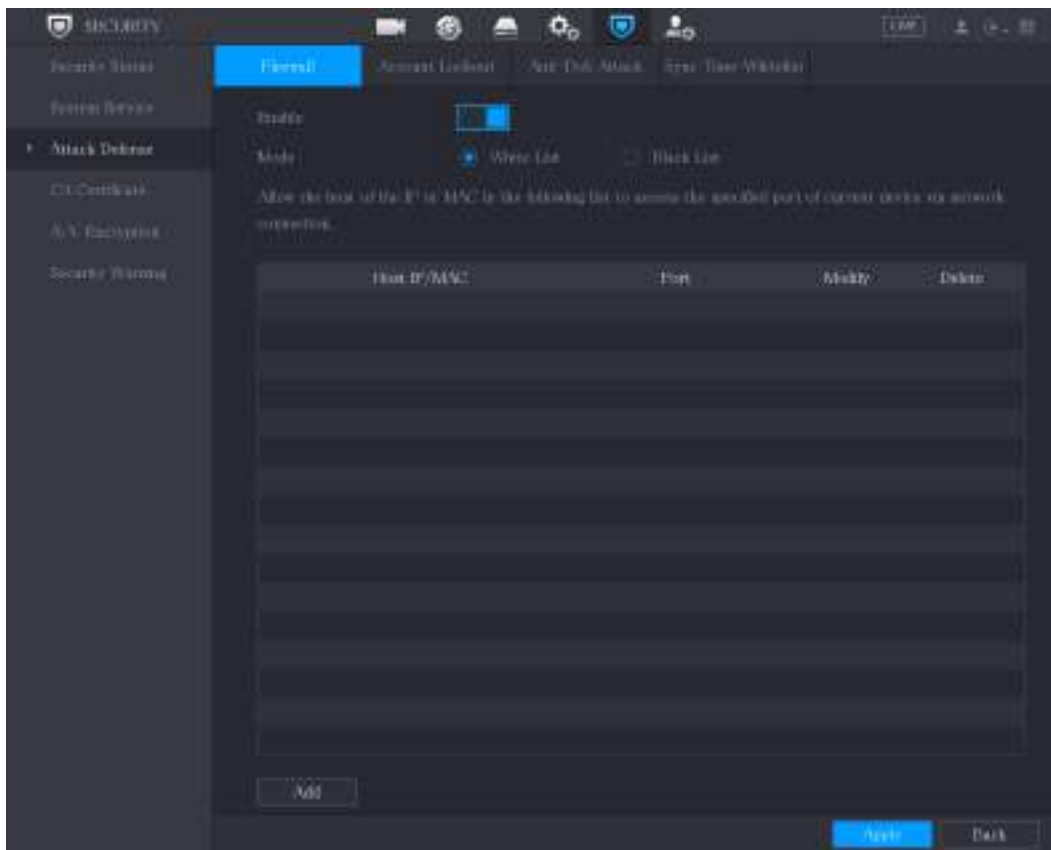 SECURITY
LIVE
Security Status
System Service
Attack Defense
CA Certificate
A/V Encryption
Security Warning
Firewall
Account Lockout
Anti-DoS Attack
Sync Time-Whitelist
Enable
Mode
White List
Black List
Allow the host of the IP or MAC in the following list to access the specified port of current device via network
connection.
Host IP/MAC
Port
Modify
Delete
Add
Apply
Back